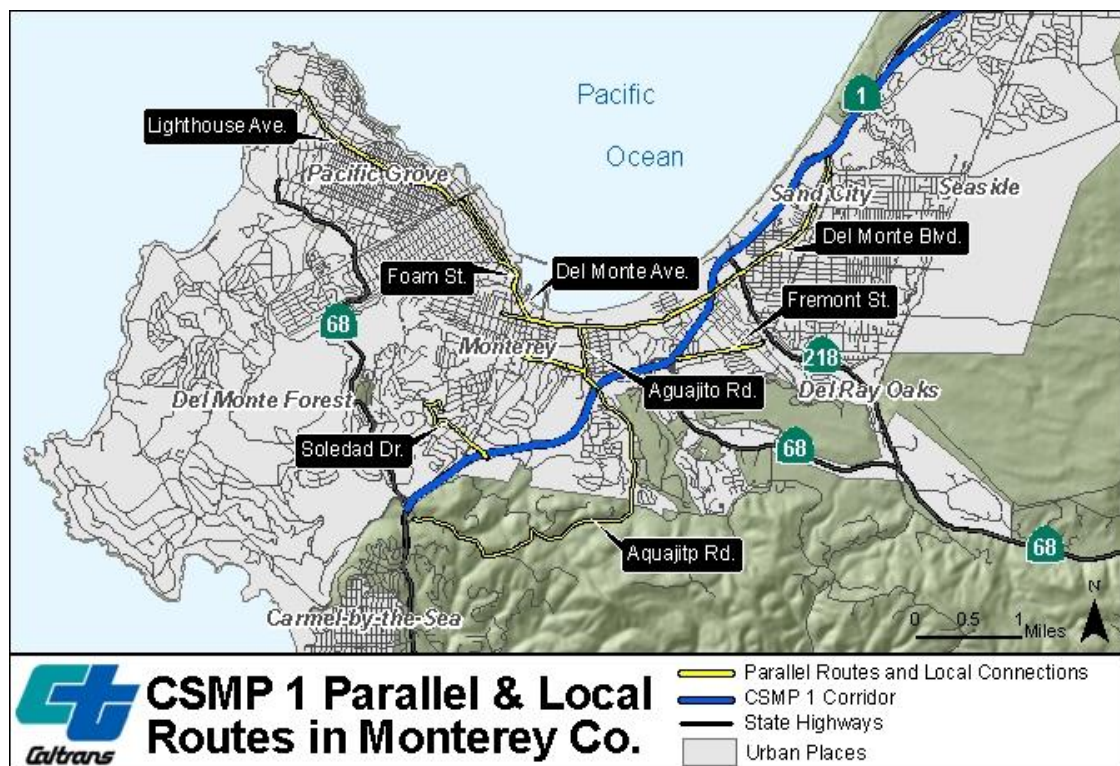 Pacific
Ocean
1
Lighthouse Ave.
Pacific Grove
Sand City
Seaside
Del Monte Blvd.
Foam St.
Del Monte Ave.
Fremont St.
68
Monterey
218
Aguajito Rd.
Del Ray Oaks
Del Monte Forest
Soledad Dr.
68
Aquajitp Rd.
68
N
Carmel-by-the-Sea
0 0.5 1
Miles
Caltrans
CSMP 1 Parallel & Local
Routes in Monterey Co.
Parallel Routes and Local Connections
CSMP 1 Corridor
State Highways
Urban Places